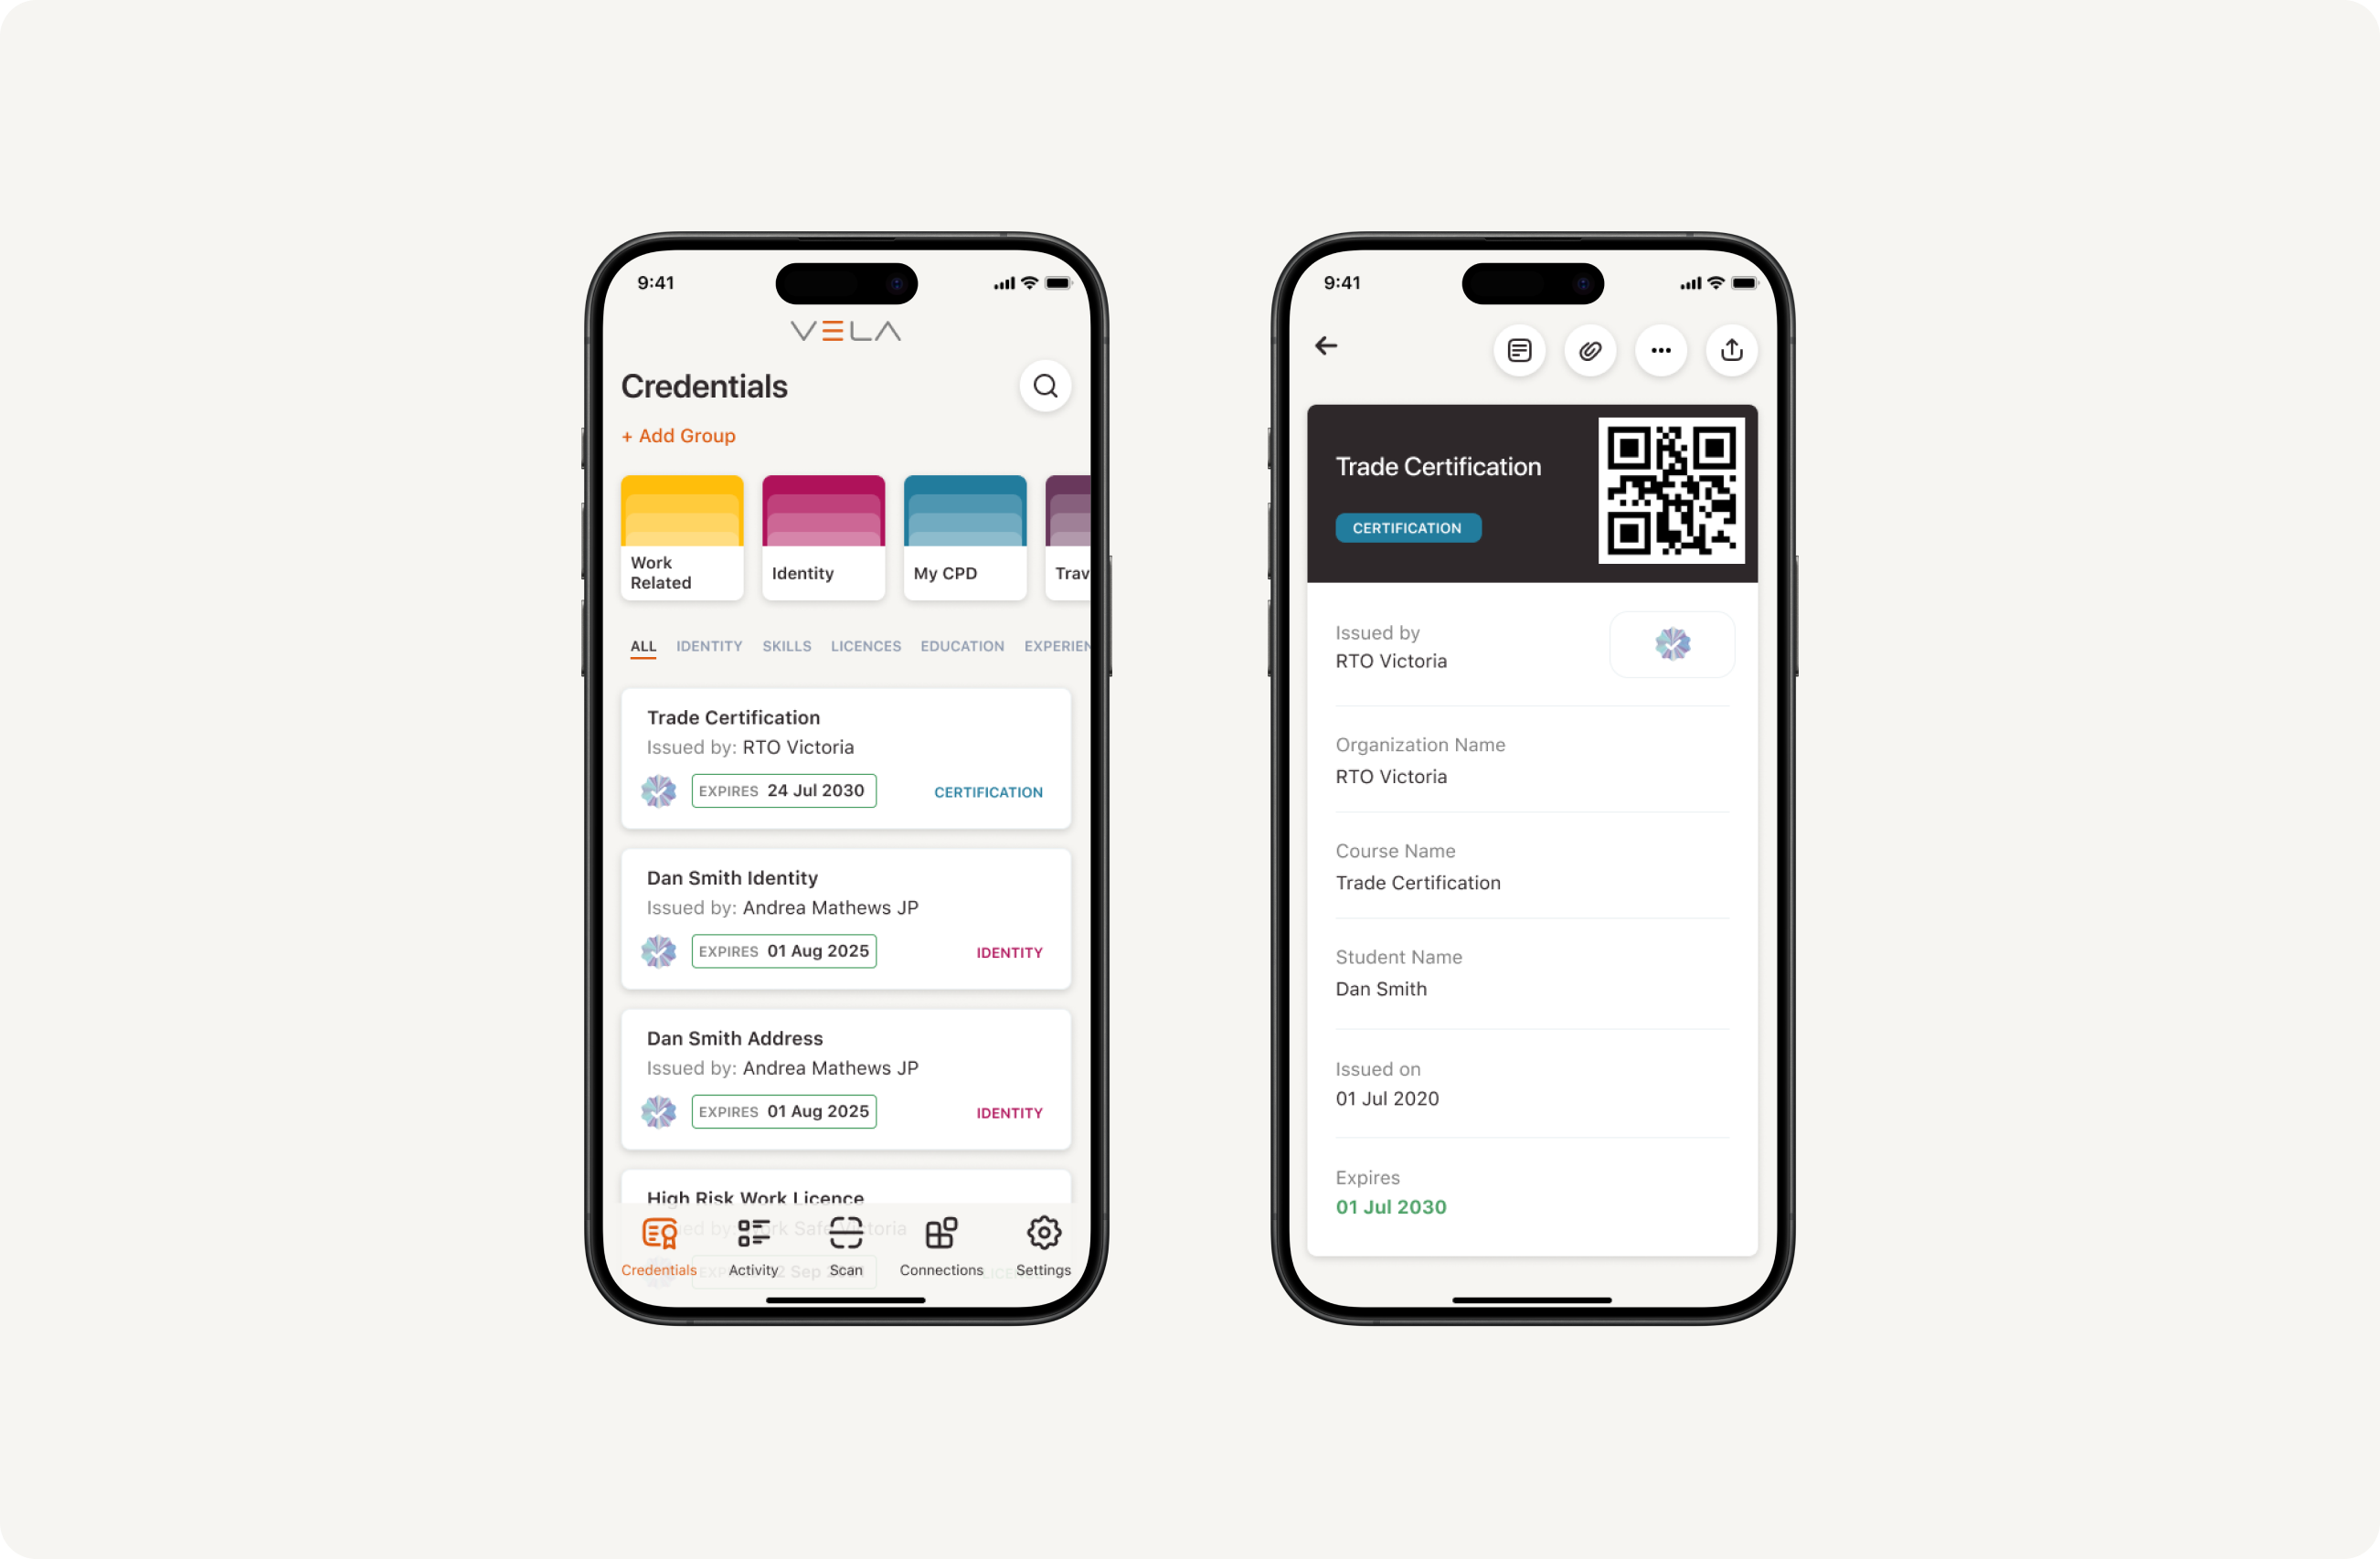 9:41
VELA
Credentials
+ Add Group
Work
Related
Identity
My CPD
Trav
ALL IDENTITY SKILLS LICENCES EDUCATION EXPERIEN
Trade Certification
Issued by: RTO Victoria
EXPIRES 24 Jul 2030
CERTIFICATION
Dan Smith Identity
Issued by: Andrea Mathews JP
EXPIRES 01 Aug 2025
IDENTITY
Dan Smith Address
Issued by: Andrea Mathews JP
EXPIRES 01 Aug 2025
IDENTITY
High Risk Work Licence
Credentials
Activity
Scan
Connections
Settings
9:41
Trade Certification
CERTIFICATION
Issued by
RTO Victoria
Organization Name
RTO Victoria
Course Name
Trade Certification
Student Name
Dan Smith
Issued on
01 Jul 2020
Expires
01 Jul 2030